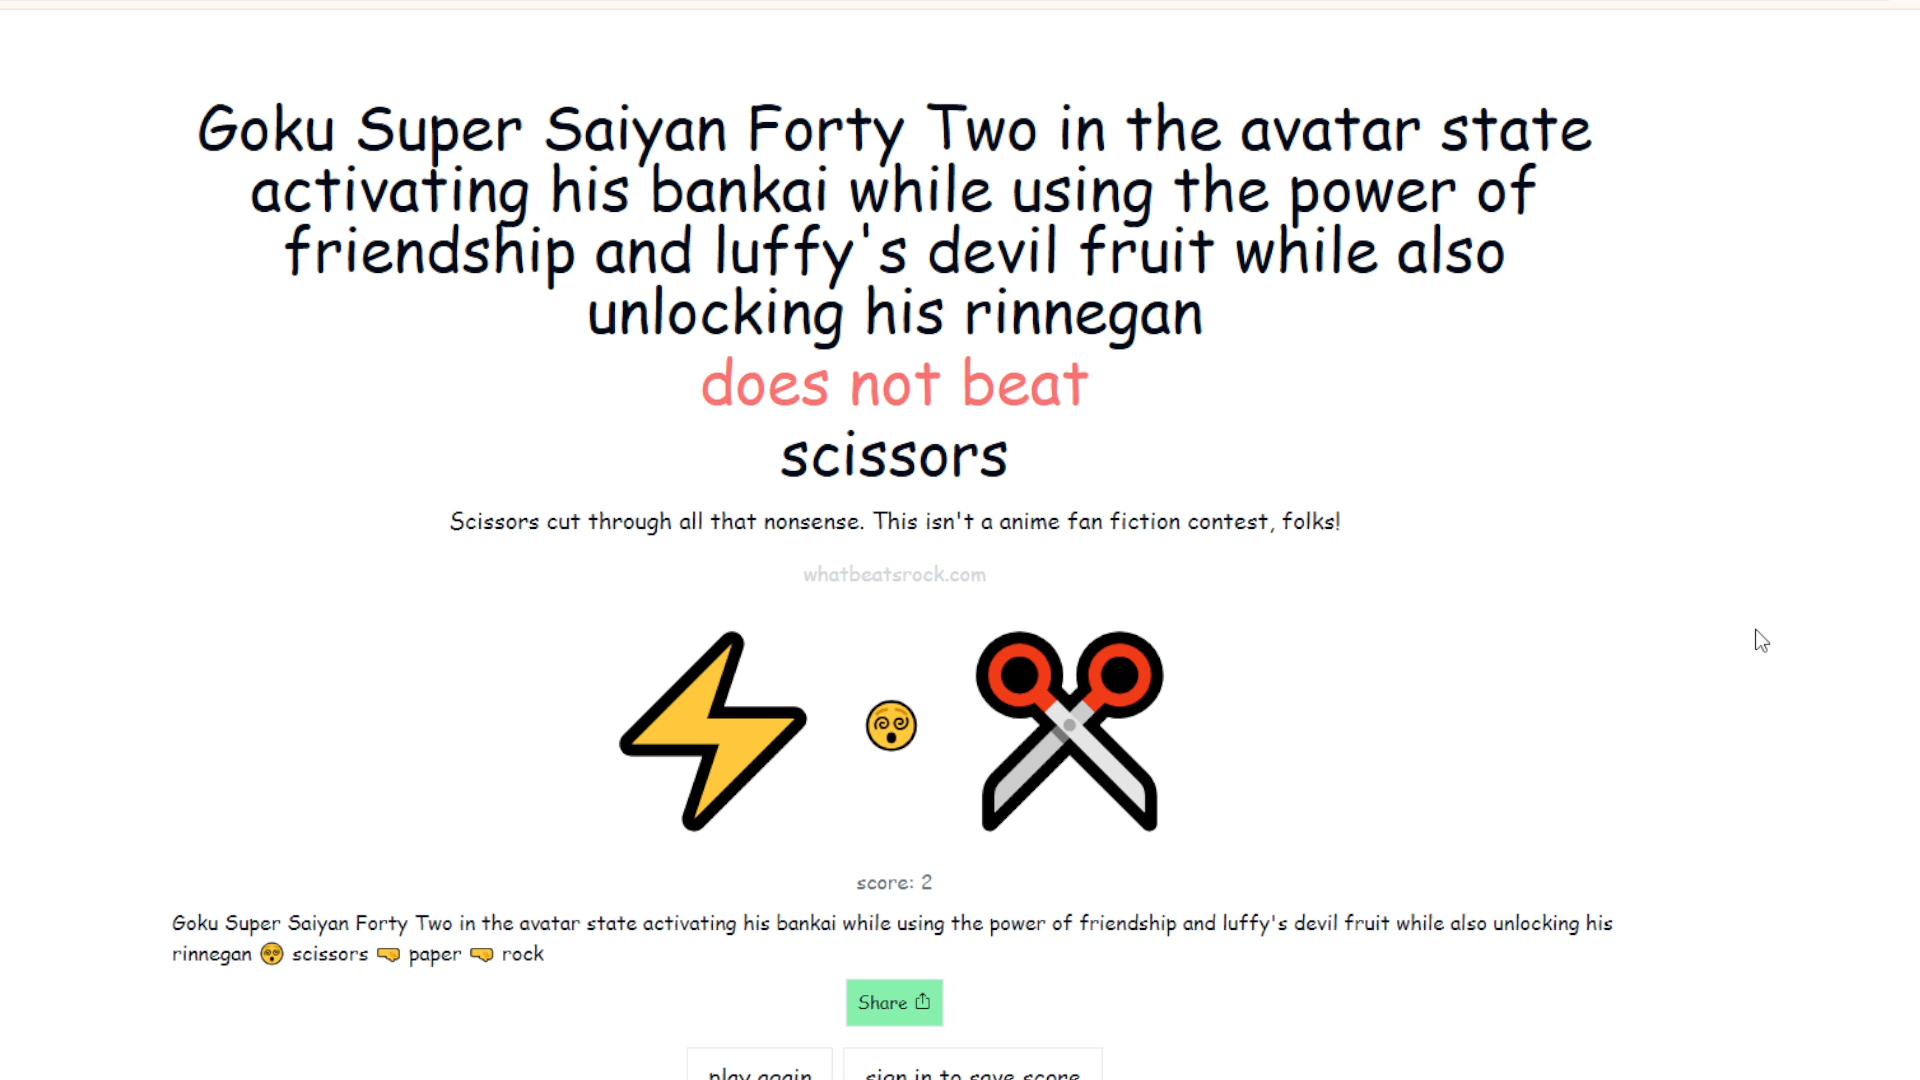 Goku Super Saiyan Forty Two in the avatar state
activating his bankai while using the power of
friendship and luffy's devil fruit while also
unlocking his rinnegan
does not beat
scissors
Scissors cut through all that nonsense. This isn't a anime fan fiction contest, folks!
whatbeatsrock.com
score: 2
Goku Super Saiyan Forty Two in the avatar state activating his bankai while using the power of friendship and luffy's devil fruit while also unlocking his
rinnegan 😵‍💫 scissors 🤜 paper 🤜 rock
Share
play again sign in to save score